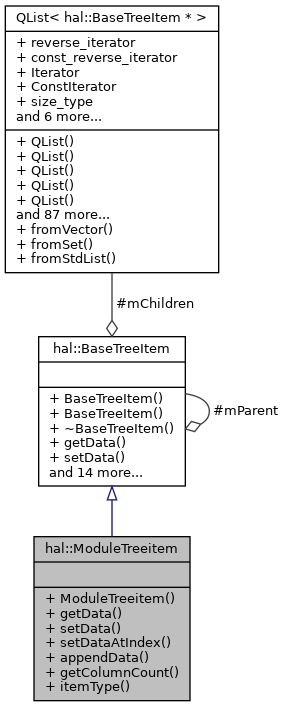 QList< hal::BaseTreeItem * >
+ reverse_iterator
+ const_reverse_iterator
+ Iterator
+ ConstIterator
+ size_type
and 6 more...
+ QList()
+ QList()
+ QList()
+ QList()
+ QList()
and 87 more...
+ fromVector()
+ fromSet()
+ fromStdList()
#mChildren
hal::BaseTreeItem
+ BaseTreeItem()
+ BaseTreeItem()
+ ~BaseTreeItem()
+ getData()
+ setData()
and 14 more...
#mParent
hal::ModuleTreeitem
+ ModuleTreeitem()
+ getData()
+ setData()
+ setDataAtIndex()
+ appendData()
+ getColumnCount()
+ itemType()